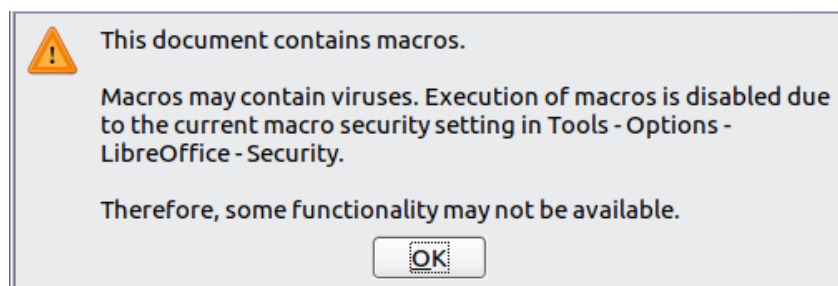 This document contains macros.
Macros may contain viruses. Execution of macros is disabled due
to the current macro security setting in Tools - Options -
LibreOffice - Security.
Therefore, some functionality may not be available.
OK